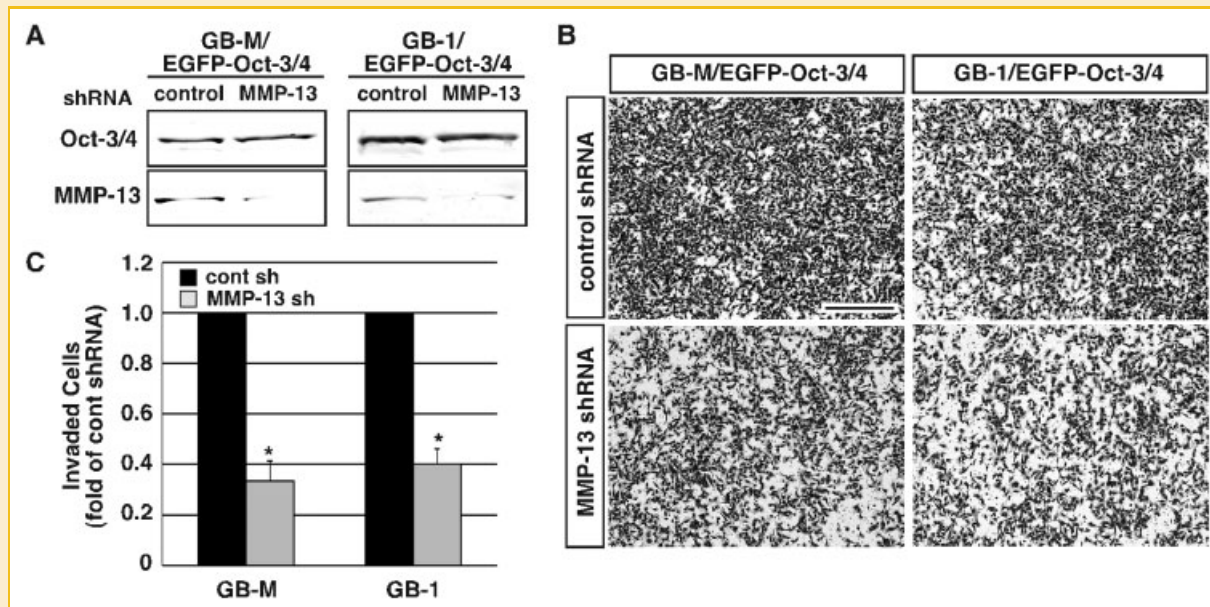 A
GB-M/
EGFP-Oct-3/4
GB-1/
EGFP-Oct-3/4
shRNA control MMP-13 control MMP-13
Oct-3/4
MMP-13
B
GB-M/EGFP-Oct-3/4
GB-1/EGFP-Oct-3/4
control shRNA
MMP-13 shRNA
C
Invaded Cells
(fold of cont shRNA)
1.2
1.0
0.8
0.6
0.4
0.2
0
cont sh
MMP-13 sh
*
*
GB-M
GB-1